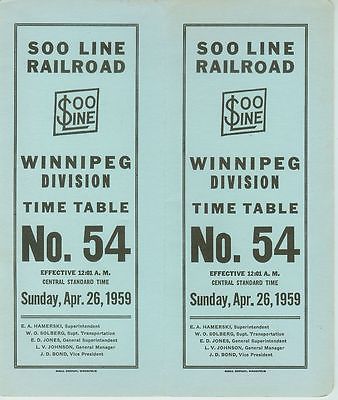 SOO LINE
RAILROAD
SOO
LINE
WINNIPEG
DIVISION
TIME TABLE
No. 54
EFFECTIVE 12:01 A. M.
CENTRAL STANDARD TIME
Sunday, Apr. 26, 1959
E. A. HAMERSKI, Superintendent
W. O. SOLBERG, Supt. Transportation
E. D. JONES, General Superintendent
L. V. JOHNSON, General Manager
J. D. BOND, Vice President
SOO LINE
RAILROAD
SOO
LINE
WINNIPEG
DIVISION
TIME TABLE
No. 54
EFFECTIVE 12:01 A. M.
CENTRAL STANDARD TIME
Sunday, Apr. 26, 1959
E. A. HAMERSKI, Superintendent
W. O. SOLBERG, Supt. Transportation
E. D. JONES, General Superintendent
L. V. JOHNSON, General Manager
J. D. BOND, Vice President